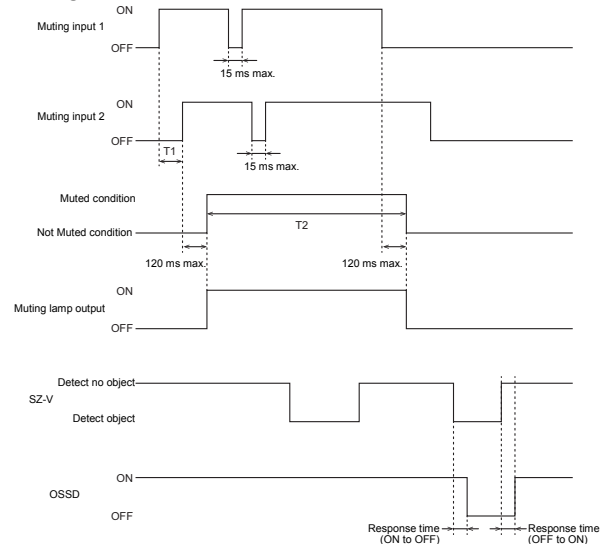 ON
Muting input 1
OFF
15 ms max.
ON
Muting input 2
OFF
T1
15 ms max.
Muted condition
T2
Not Muted condition
120 ms max.
120 ms max.
ON
Muting lamp output
OFF
Detect no object
SZ-V
Detect object
ON
OSSD
OFF
Response time
(ON to OFF)
Response time
(OFF to ON)